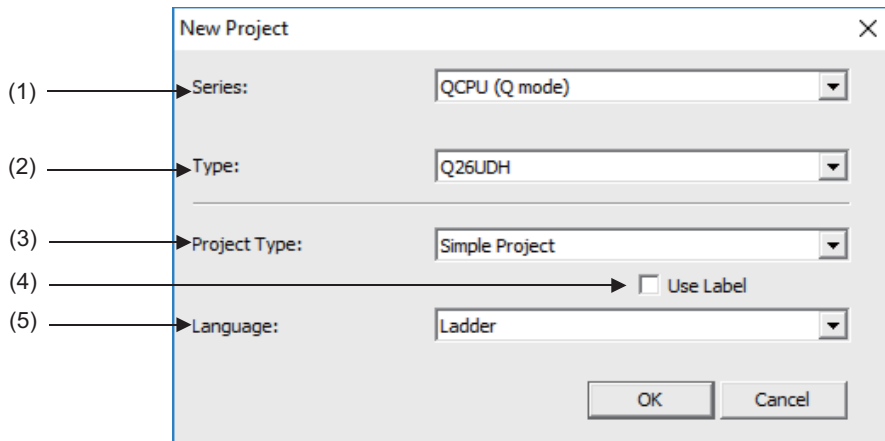 New Project
(1) Series: QCPU (Q mode)
(2) Type: Q26UDH
(3) Project Type: Simple Project
(4) Use Label
(5) Language: Ladder
OK Cancel